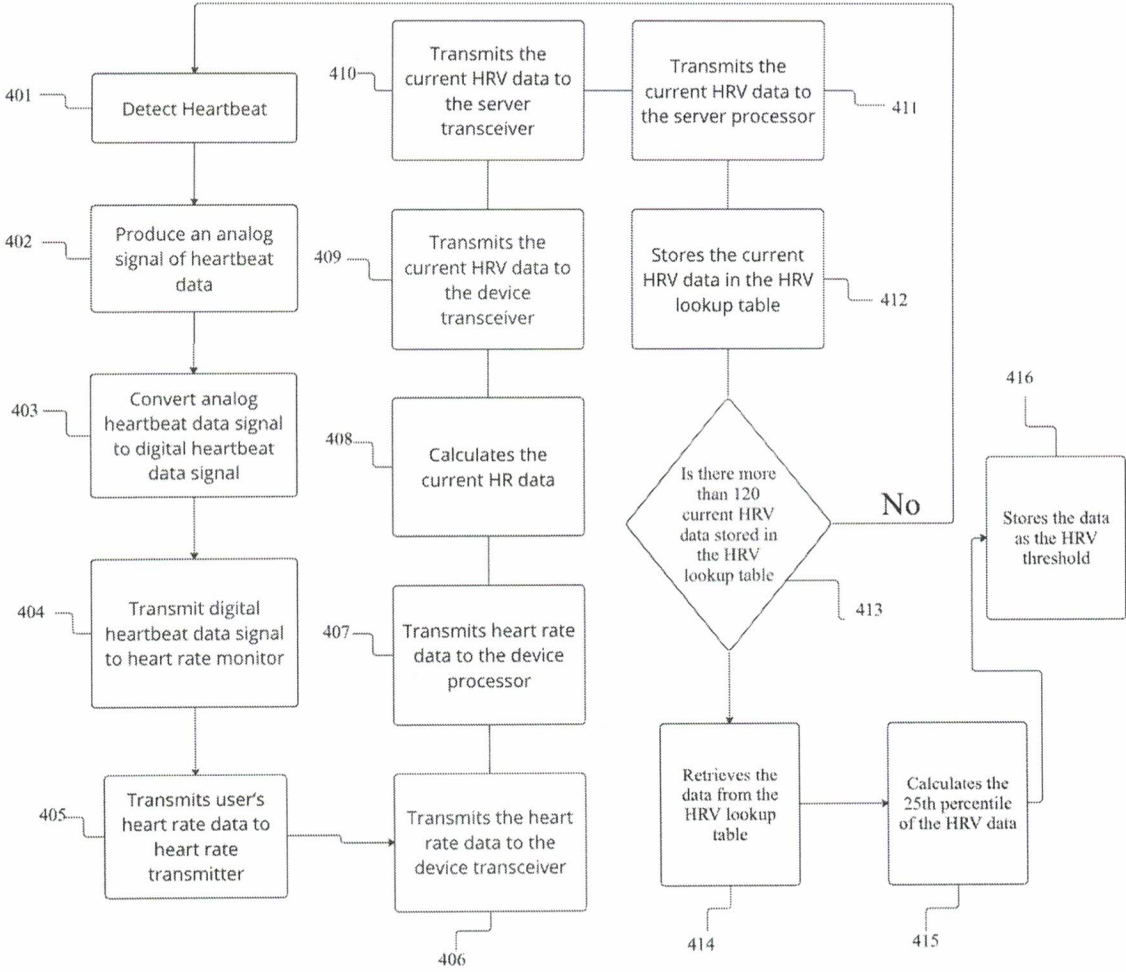 401
Detect Heartbeat
402
Produce an analog
signal of heartbeat
data
403
Convert analog
heartbeat data signal
to digital heartbeat
data signal
404
Transmit digital
heartbeat data signal
to heart rate monitor
405
Transmits user's
heart rate data to
heart rate
transmitter
Transmits the heart
rate data to the
device transceiver
406
407
Transmits heart rate
data to the device
processor
408
Calculates the
current HR data
409
Transmits the
current HRV data to
the device
transceiver
410
Transmits the
current HRV data to
the server
transceiver
Transmits the
current HRV data to
the server processor
411
Stores the current
HRV data in the HRV
lookup table
412
Is there more
than 120
current HRV
data stored in
the HRV
lookup table
No
413
Retrieves the
data from the
HRV lookup
table
414
Calculates the
25th percentile
of the HRV data
415
416
Stores the data
as the HRV
threshold